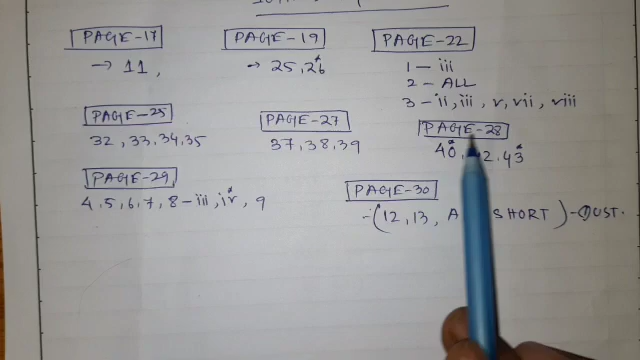 PAGE-17 PAGE-19 PAGE-22
→ 11, → 25, 26* 1 - iii
2 - ALL
3 - ii, iii, v, vii, viii
PAGE-25 PAGE-27 PAGE-28
32, 33, 34, 35 37, 38, 39 40*, 42, 43*
PAGE-29 PAGE-30
4, 5, 6, 7, 8 - iii, iv*, 9 (12, 13, SHORT)